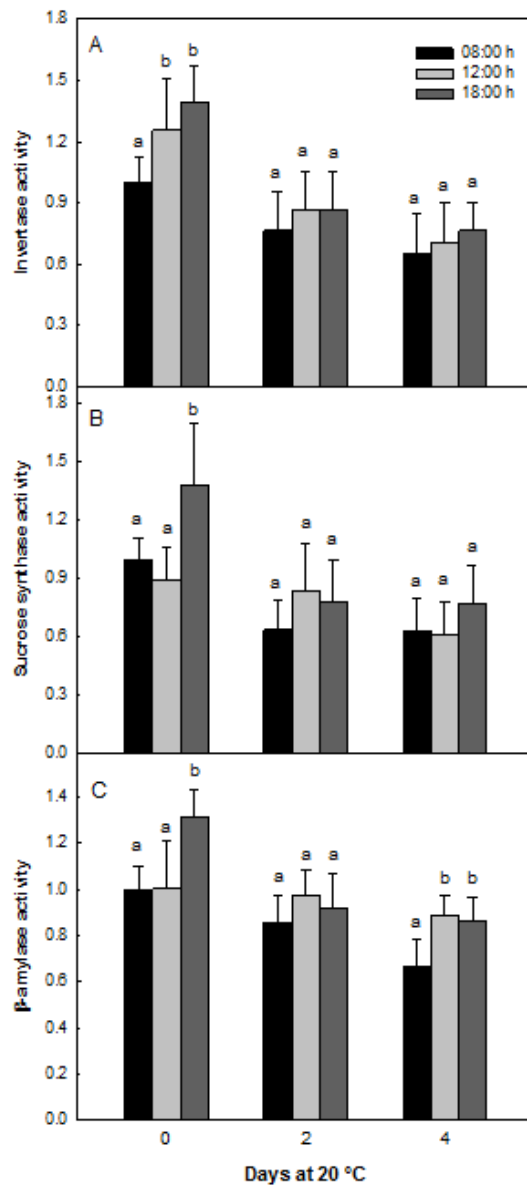 A
08:00 h
12:00 h
18:00 h
Invertase activity
1.8
1.5
1.2
0.9
0.6
0.3
0.0
a b b
a a a
a a a
B
Sucrose synthase activity
1.8
1.5
1.2
0.9
0.6
0.3
0.0
a a b
a a a
a a a
C
β-amylase activity
1.4
1.2
1.0
0.8
0.6
0.4
0.2
0.0
a a b
a a a
a b b
0 2 4
Days at 20 °C